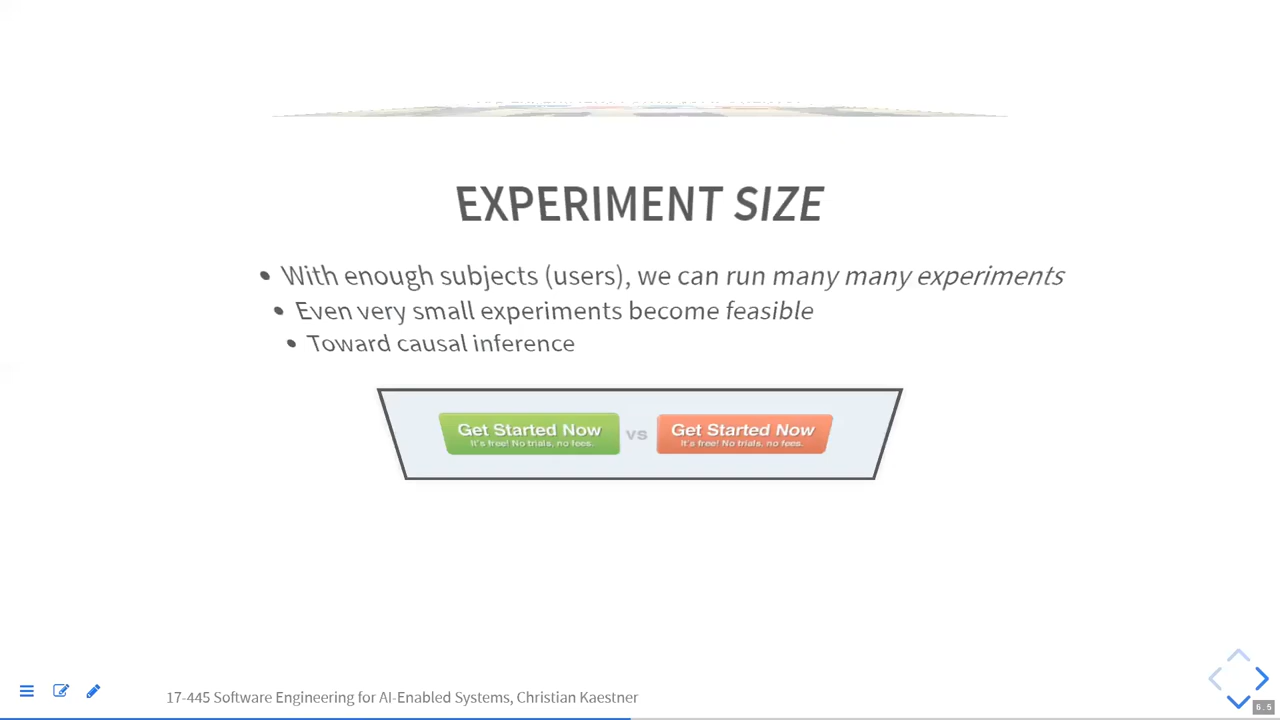 EXPERIMENT SIZE
With enough subjects (users), we can run many many experiments
Even very small experiments become feasible
Toward causal inference
Get Started Now
It's free! No trials, no fees.
vs
Get Started Now
It's free! No trials, no fees.
17-445 Software Engineering for AI-Enabled Systems, Christian Kaestner
6.5